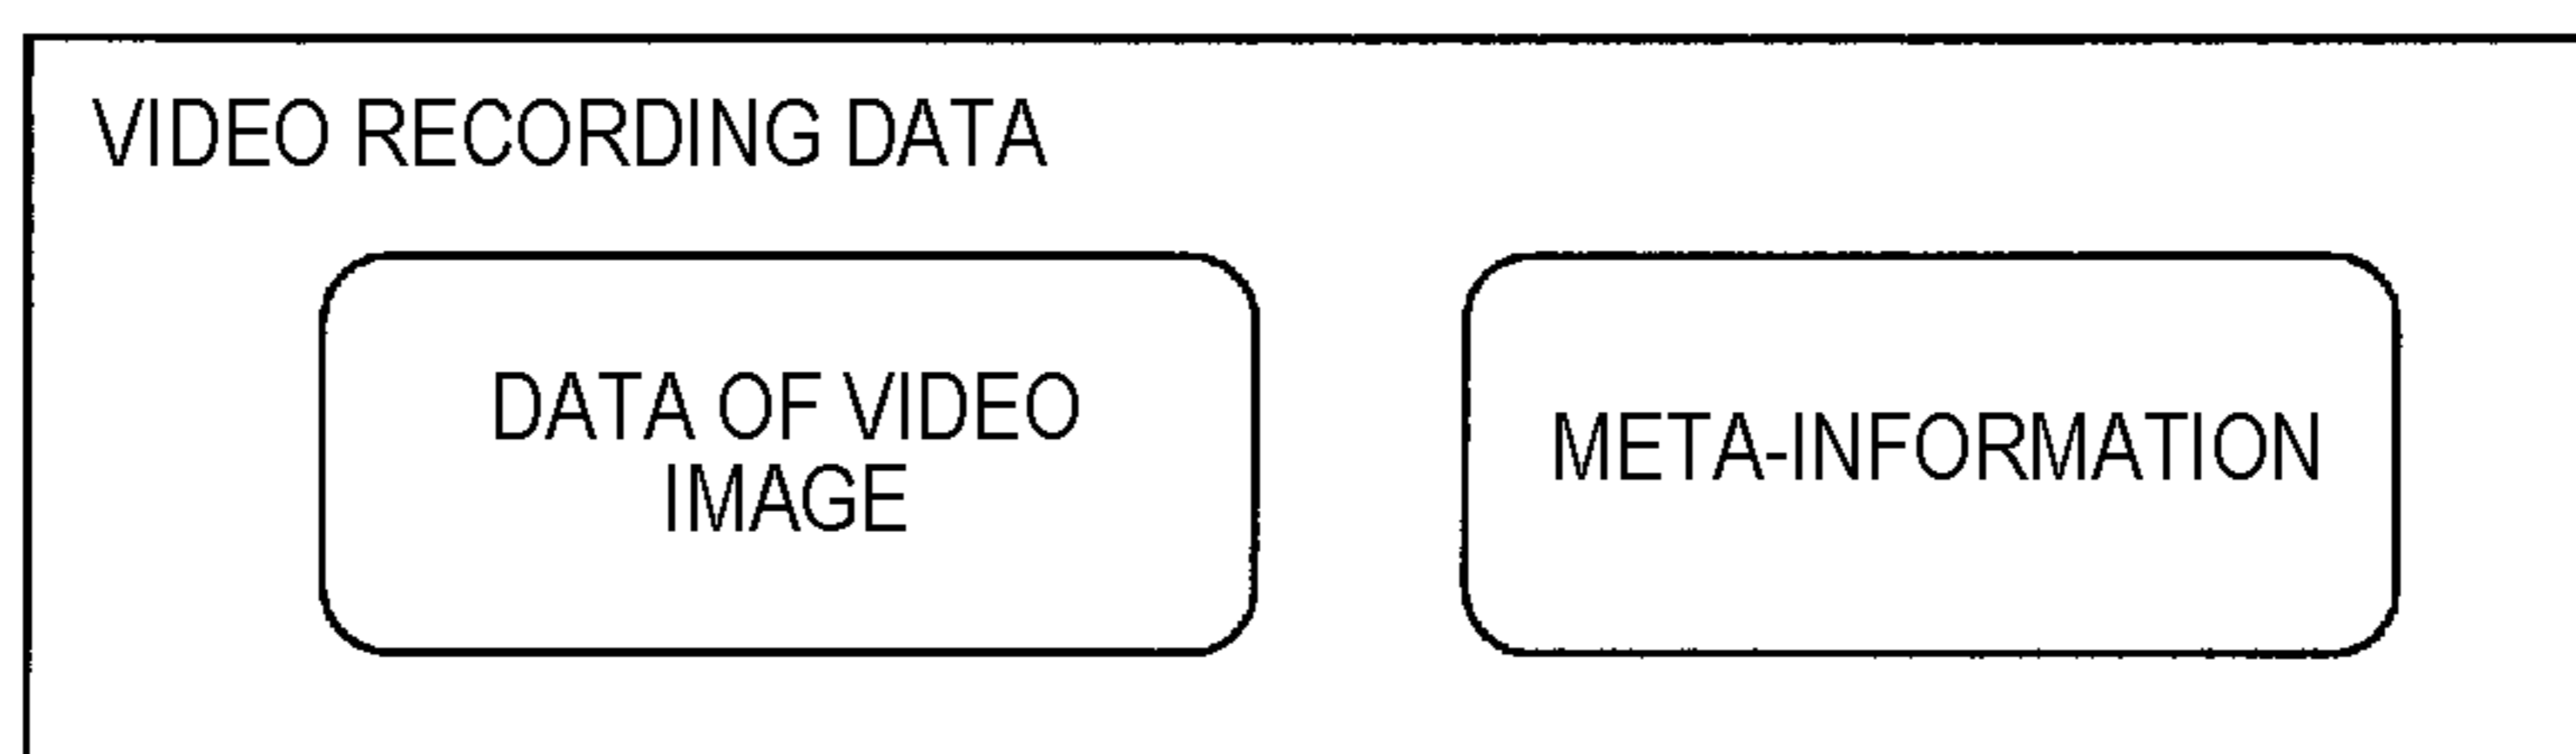 VIDEO RECORDING DATA
DATA OF VIDEO
IMAGE
META-INFORMATION